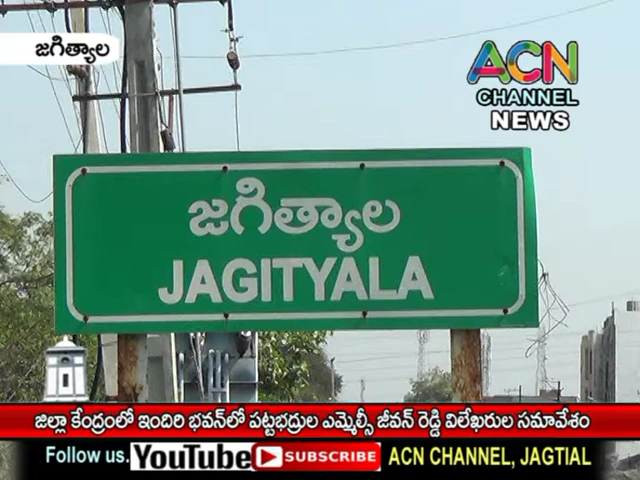 జగిత్యాల
ACN
CHANNEL
NEWS
జగిత్యాల
JAGITYALA
జిల్లా కేంద్రంలో ఇందిరి భవన్‌లో పట్టభద్రుల ఎమ్మెల్సీ జీవన్ రెడ్డి విలేఖరుల సమావేశం
Follow us. YouTube SUBSCRIBE ACN CHANNEL, JAGTIAL